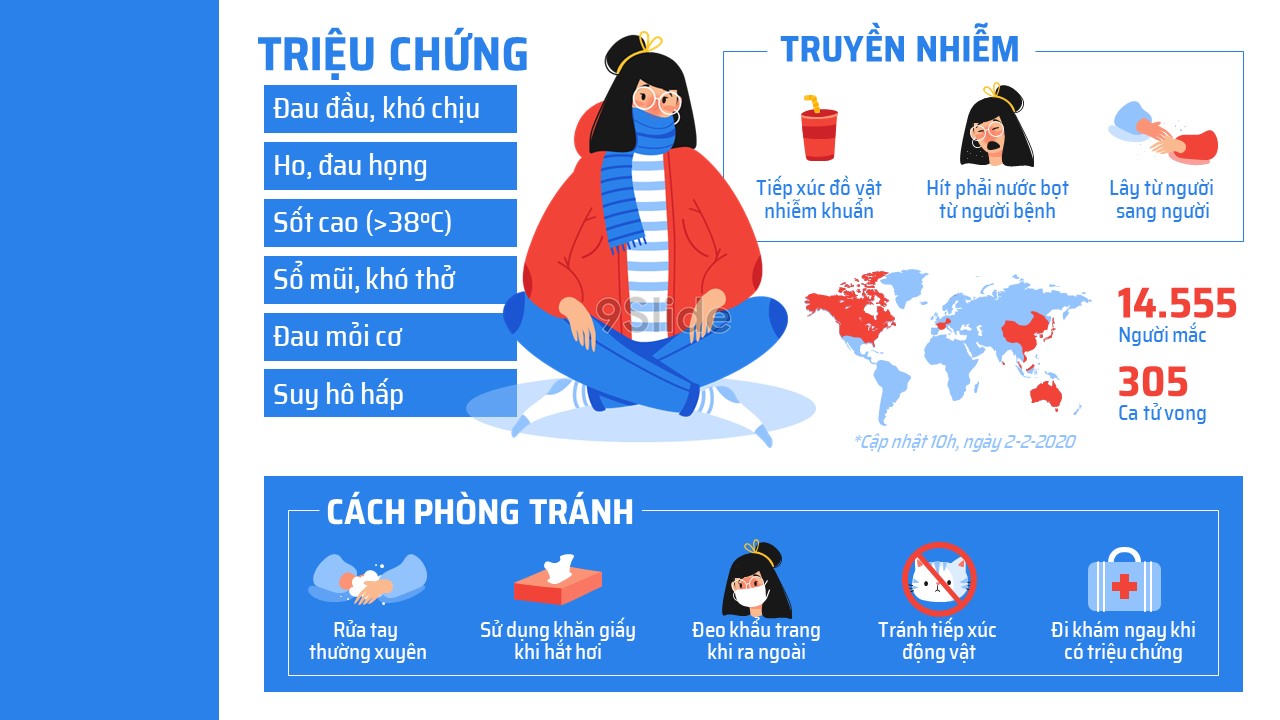 TRIỆU CHỨNG
Đau đầu, khó chịu
Ho, đau họng
Sốt cao (>38ºC)
Sổ mũi, khó thở
Đau mỏi cơ
Suy hô hấp
9Slide
TRUYỀN NHIỄM
Tiếp xúc đồ vật
nhiễm khuẩn
Hít phải nước bọt
từ người bệnh
Lây từ người
sang người
14.555
Người mắc
305
Ca tử vong
*Cập nhật 10h, ngày 2-2-2020
CÁCH PHÒNG TRÁNH
Rửa tay
thường xuyên
Sử dụng khăn giấy
khi hắt hơi
Đeo khẩu trang
khi ra ngoài
Tránh tiếp xúc
động vật
Đi khám ngay khi
có triệu chứng